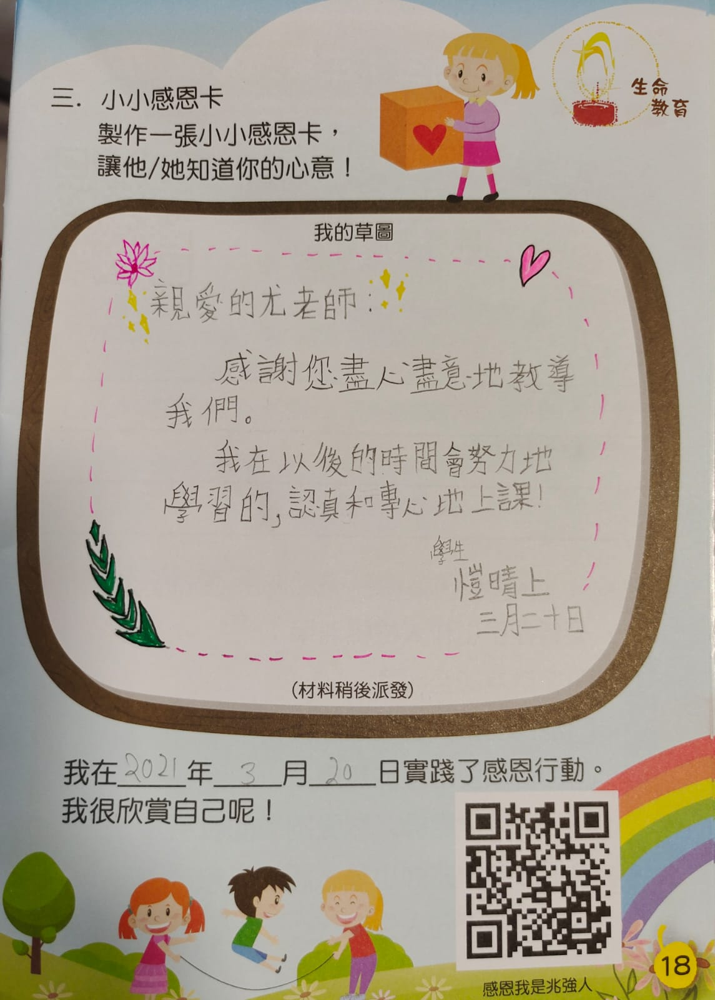 三. 小小感恩卡
製作一張小小感恩卡，
讓他/她知道你的心意！
生命
教育
我的草圖
親愛的尤老師：
感謝您盡心盡意地教導
我們。
我在以後的時間會努力地
學習的,認真和專心地上課!
學生
愷晴上
三月二十日
(材料稍後派發)
我在2021年3月20日實踐了感恩行動。
我很欣賞自己呢！
感恩我是兆強人
18